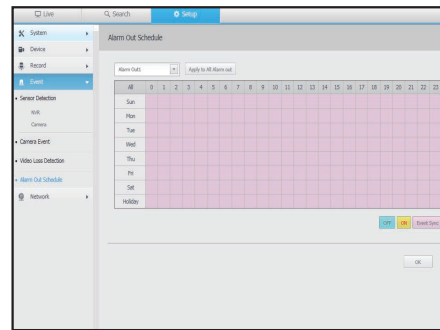 Live Search Setup
System
Device
Record
Event
Sensor Detection
NVR
Camera
Camera Event
Video Loss Detection
Alarm Out Schedule
Network
Alarm Out Schedule
Alarm Out1 Apply to All Alarm out
All 0 1 2 3 4 5 6 7 8 9 10 11 12 13 14 15 16 17 18 19 20 21 22 23
Sun
Mon
Tue
Wed
Thu
Fri
Sat
Holiday
OFF ON Event Sync
OK